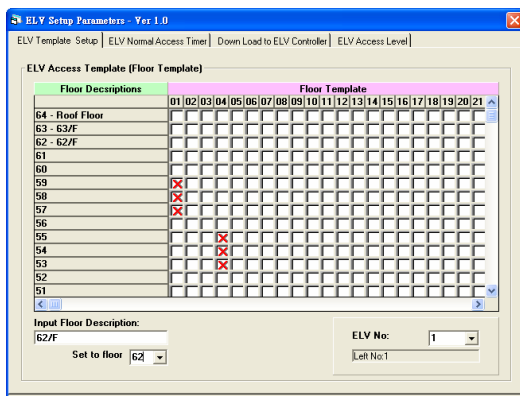 ELV Setup Parameters - Ver 1.0
ELV Template Setup ELV Normal Access Timer Down Load to ELV Controller ELV Access Level
ELV Access Template (Floor Template)
Floor Decsriptions Floor Template
01 02 03 04 05 06 07 08 09 10 11 12 13 14 15 16 17 18 19 20 21
64 - Roof Floor
63 - 63/F
62 - 62/F
61
60
59
58
57
56
55
54
53
52
51
Input Floor Description:
62/F
Set to floor 62
ELV No: 1
Left No:1